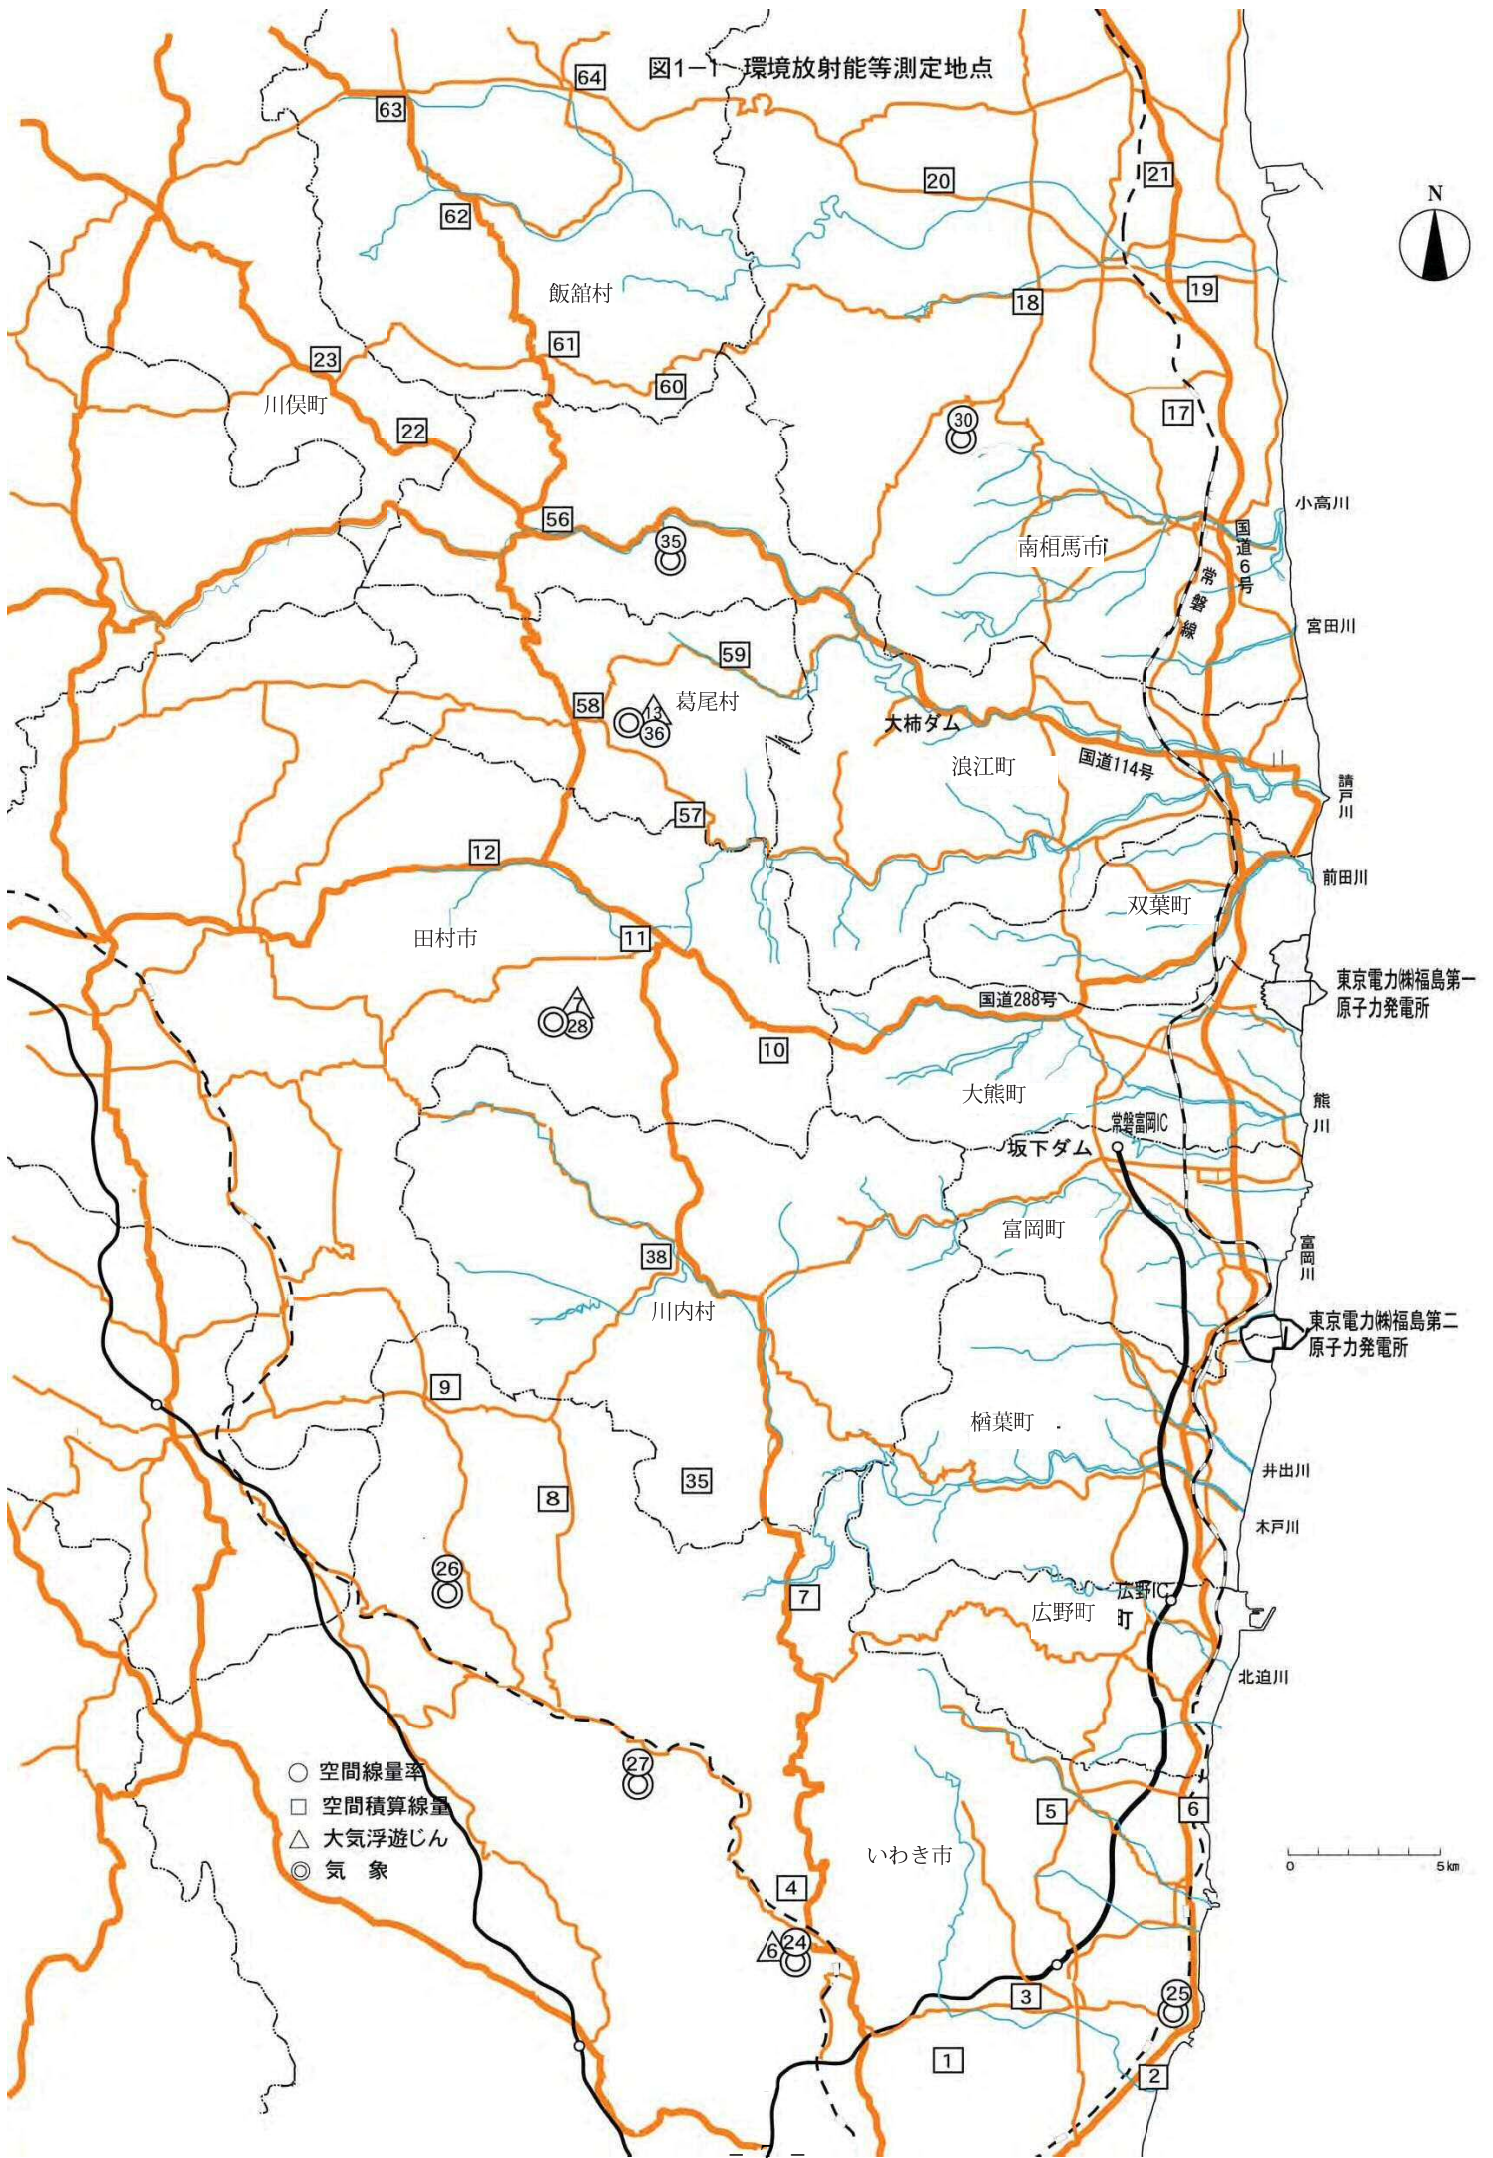 図1－1　環境放射能等測定地点
64
63
N
21
20
62
19
飯舘村
18
61
23
60
川俣町
30
17
22
小高川
56
国道6号
35
南相馬市
常磐線
宮田川
59
58
葛尾村
13
36
大柿ダム
浪江町
国道114号
請戸川
57
12
前田川
双葉町
田村市
11
東京電力㈱福島第一
原子力発電所
国道288号
7
28
10
大熊町
熊川
常磐富岡IC
坂下ダム
富岡町
富岡川
38
川内村
東京電力㈱福島第二
原子力発電所
9
楢葉町
井出川
35
8
木戸川
26
7
広野IC
広野町
町
北迫川
27
○ 空間線量率
□ 空間積算線量
△ 大気浮遊じん
◎ 気　象
5
6
いわき市
0
5km
4
24
6
25
3
1
2